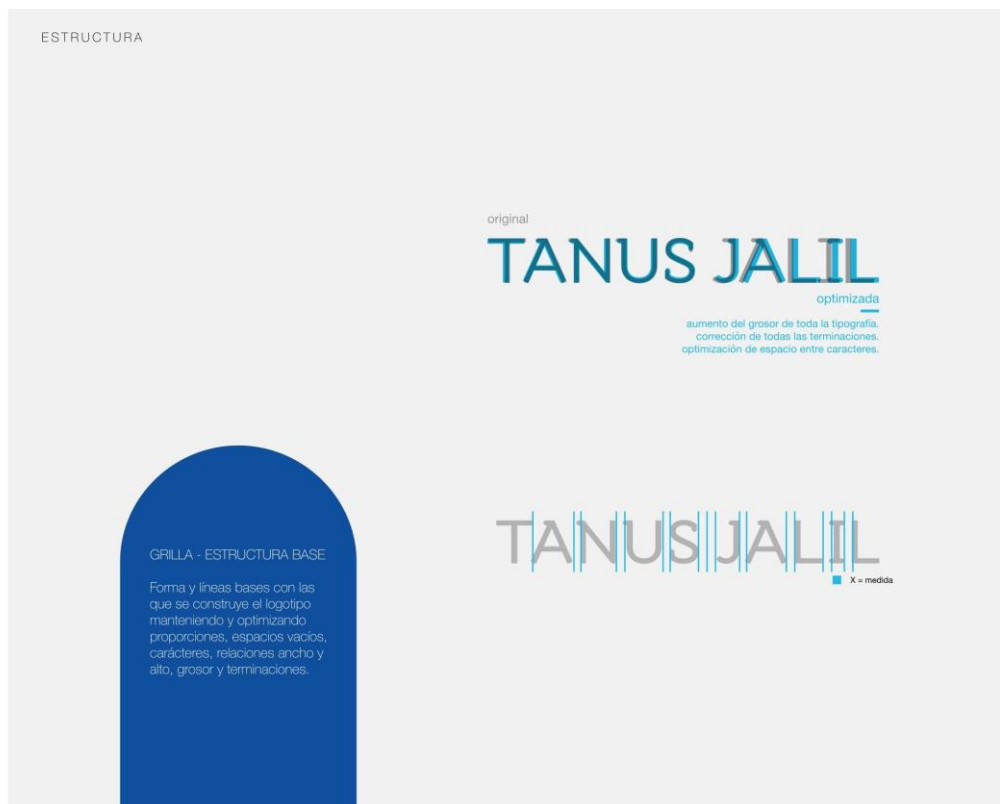 ESTRUCTURA
original
TANUS JALIL
optimizada
aumento del grosor de toda la tipografía.
corrección de todas las terminaciones.
optimización de espacio entre caracteres.
TANUS JALIL
X = medida
GRILLA - ESTRUCTURA BASE
Forma y líneas bases con las
que se construye el logotipo
manteniendo y optimizando
proporciones, espacios vacíos,
carácteres, relaciones ancho y
alto, grosor y terminaciones.